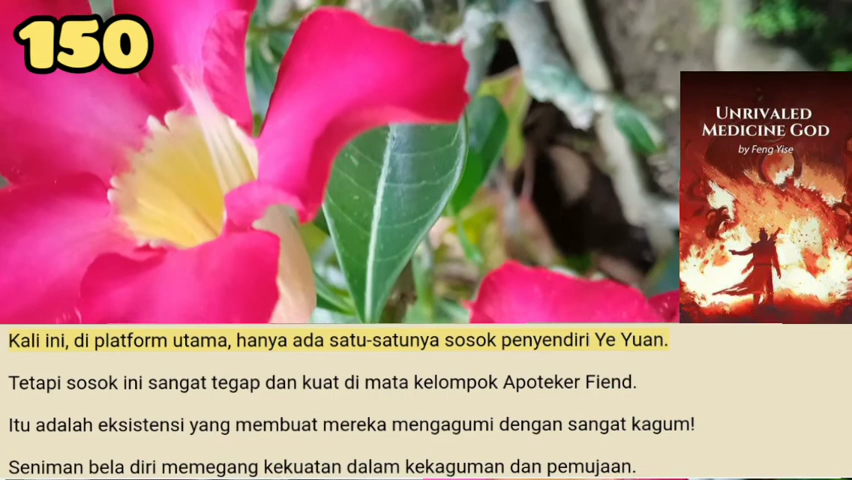 150
UNRIVALED
MEDICINE GOD
by Feng Yise
Kali ini, di platform utama, hanya ada satu-satunya sosok penyendiri Ye Yuan.
Tetapi sosok ini sangat tegap dan kuat di mata kelompok Apoteker Fiend.
Itu adalah eksistensi yang membuat mereka mengagumi dengan sangat kagum!
Seniman bela diri memegang kekuatan dalam kekaguman dan pemujaan.